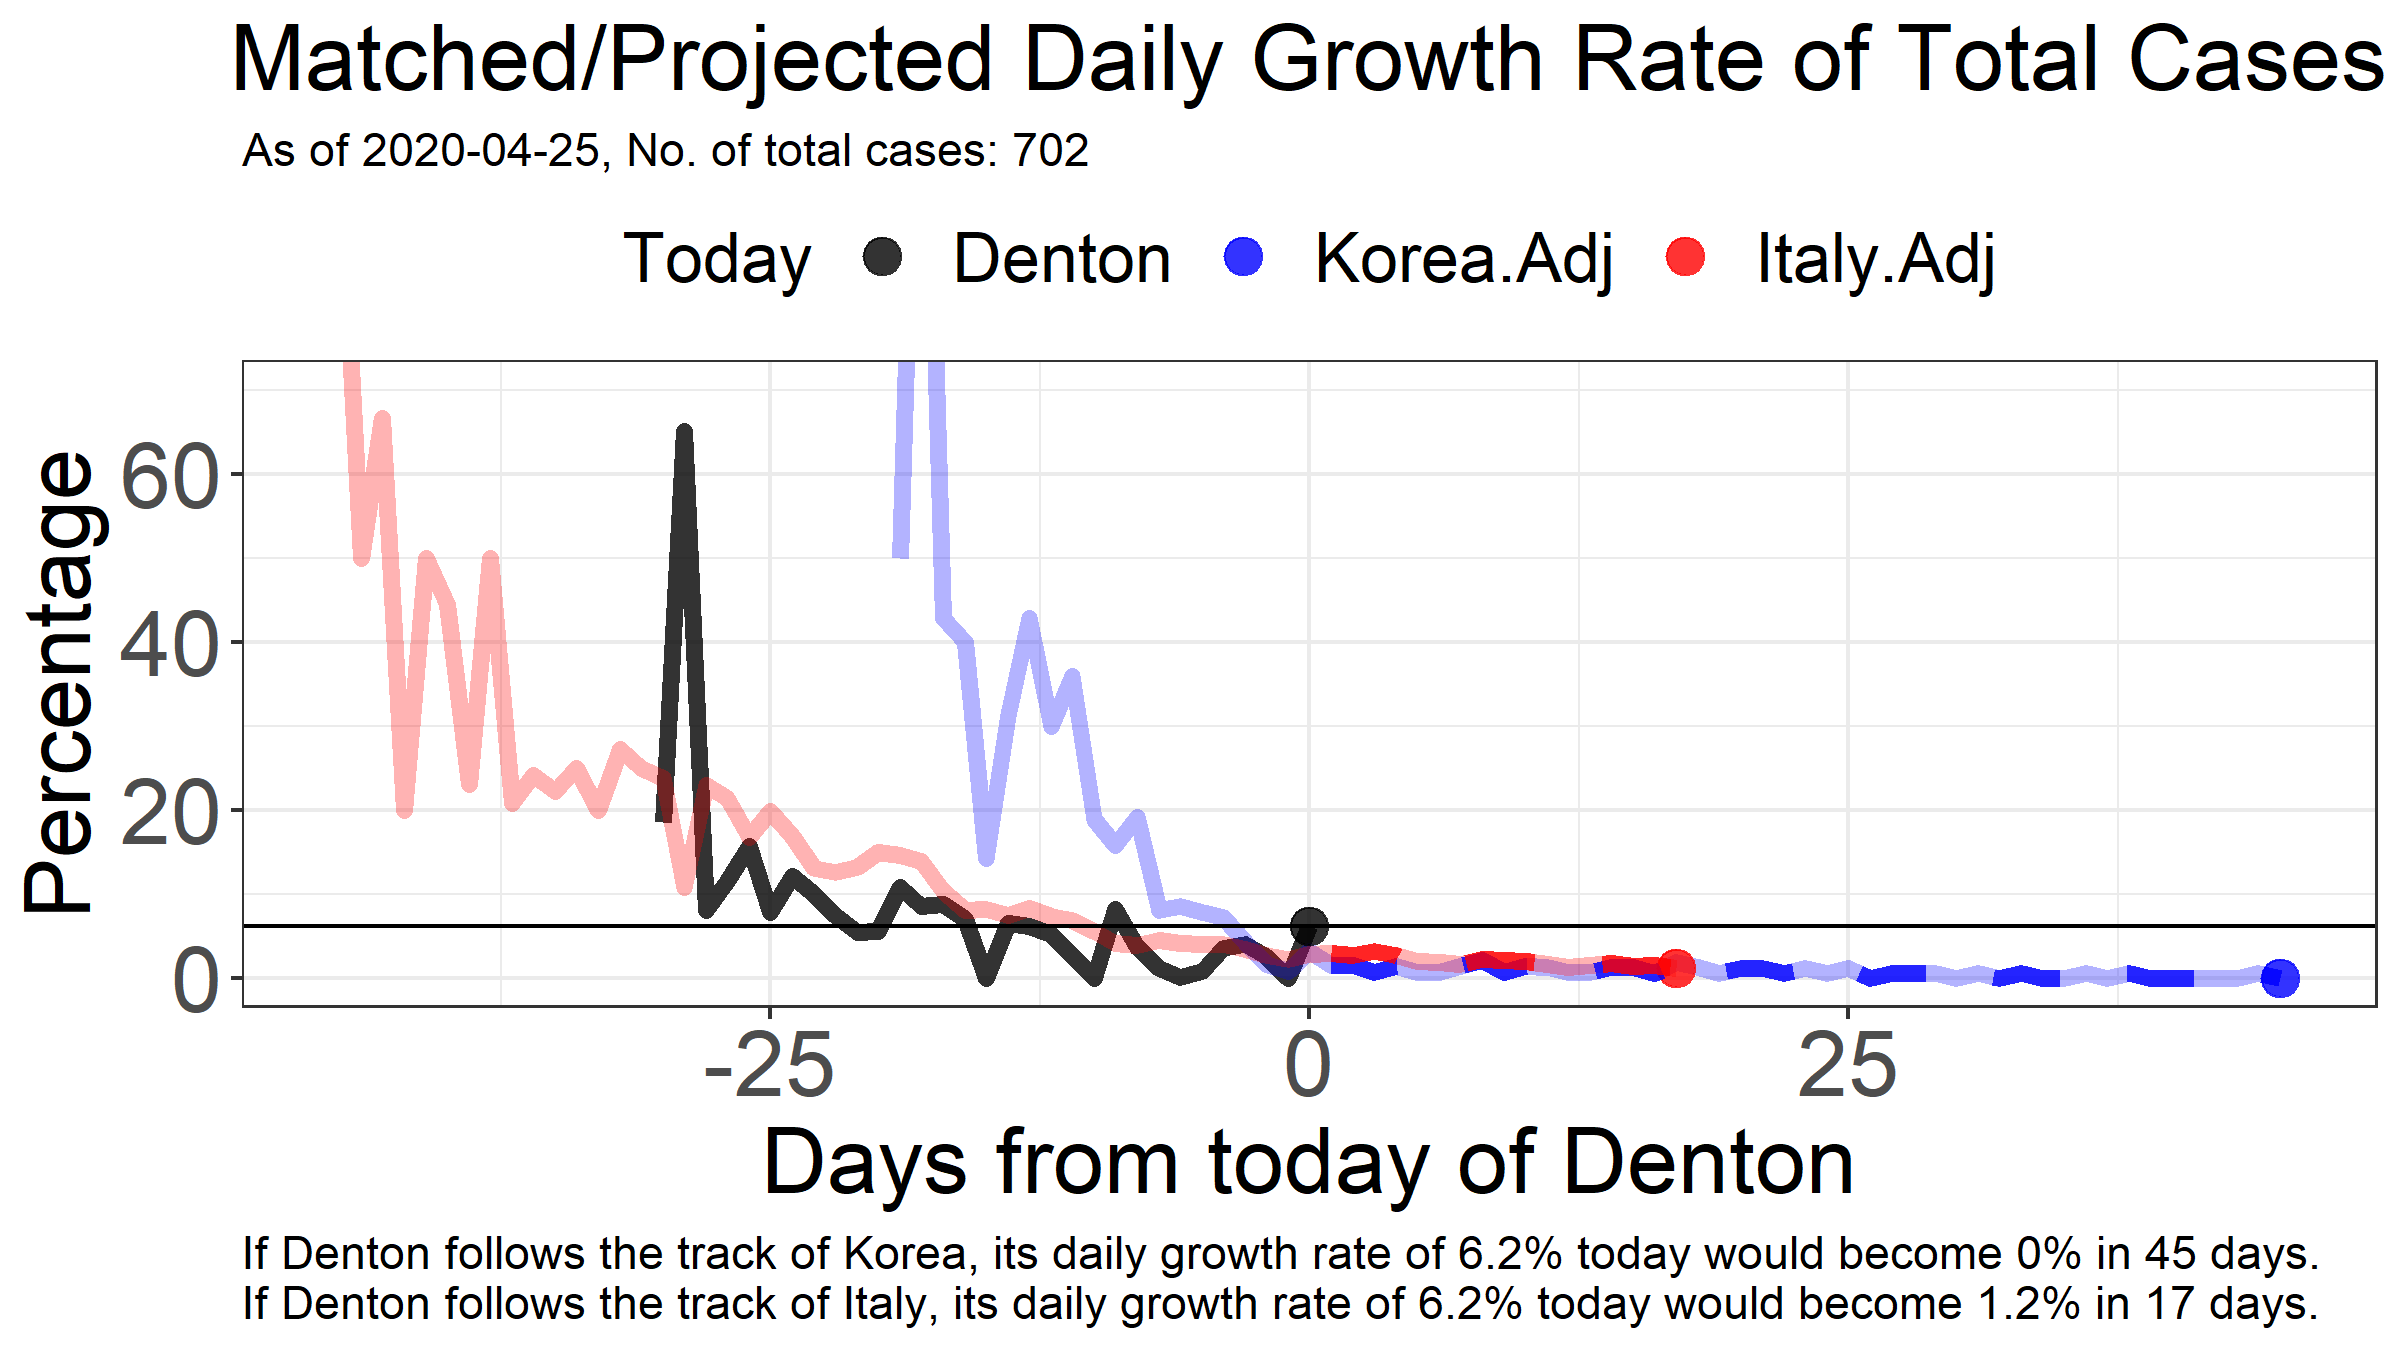 Matched/Projected Daily Growth Rate of Total Cases
As of 2020-04-25, No. of total cases: 702
Today Denton Korea.Adj Italy.Adj
Percentage
60
40
20
0
-25 0 25
Days from today of Denton
If Denton follows the track of Korea, its daily growth rate of 6.2% today would become 0% in 45 days.
If Denton follows the track of Italy, its daily growth rate of 6.2% today would become 1.2% in 17 days.